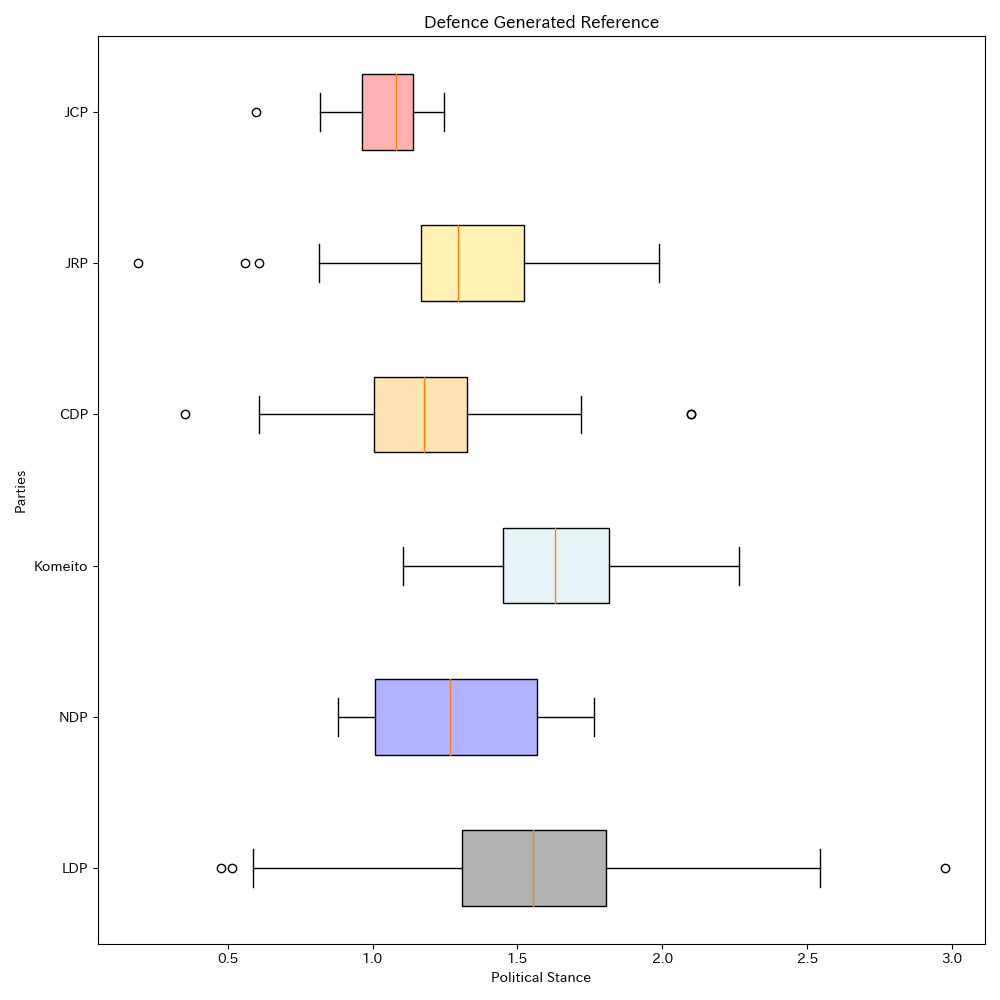 Defence Generated Reference
JCP
JRP
CDP
Komeito
NDP
LDP
Parties
0.5
1.0
1.5
2.0
2.5
3.0
Political Stance